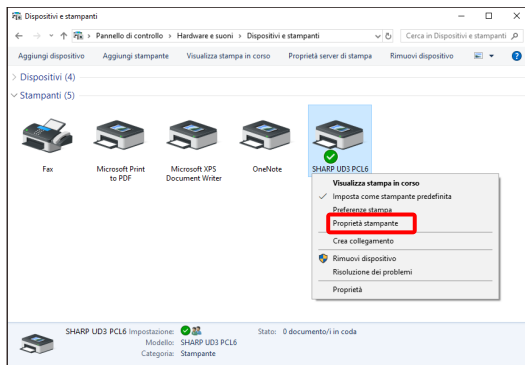 Dispositivi e stampanti
Pannello di controllo › Hardware e suoni › Dispositivi e stampanti
Cerca in Dispositivi e stampanti
Aggiungi dispositivo Aggiungi stampante Visualizza stampa in corso Proprietà server di stampa Rimuovi dispositivo
Dispositivi (4)
Stampanti (5)
Fax
Microsoft Print
to PDF
Microsoft XPS
Document Writer
OneNote
SHARP UD3 PCL6
Visualizza stampa in corso
Imposta come stampante predefinita
Preferenze stampa
Proprietà stampante
Crea collegamento
Rimuovi dispositivo
Risoluzione dei problemi
Proprietà
SHARP UD3 PCL6 Impostazione: Stato: 0 documento/i in coda
Modello: SHARP UD3 PCL6
Categoria: Stampante